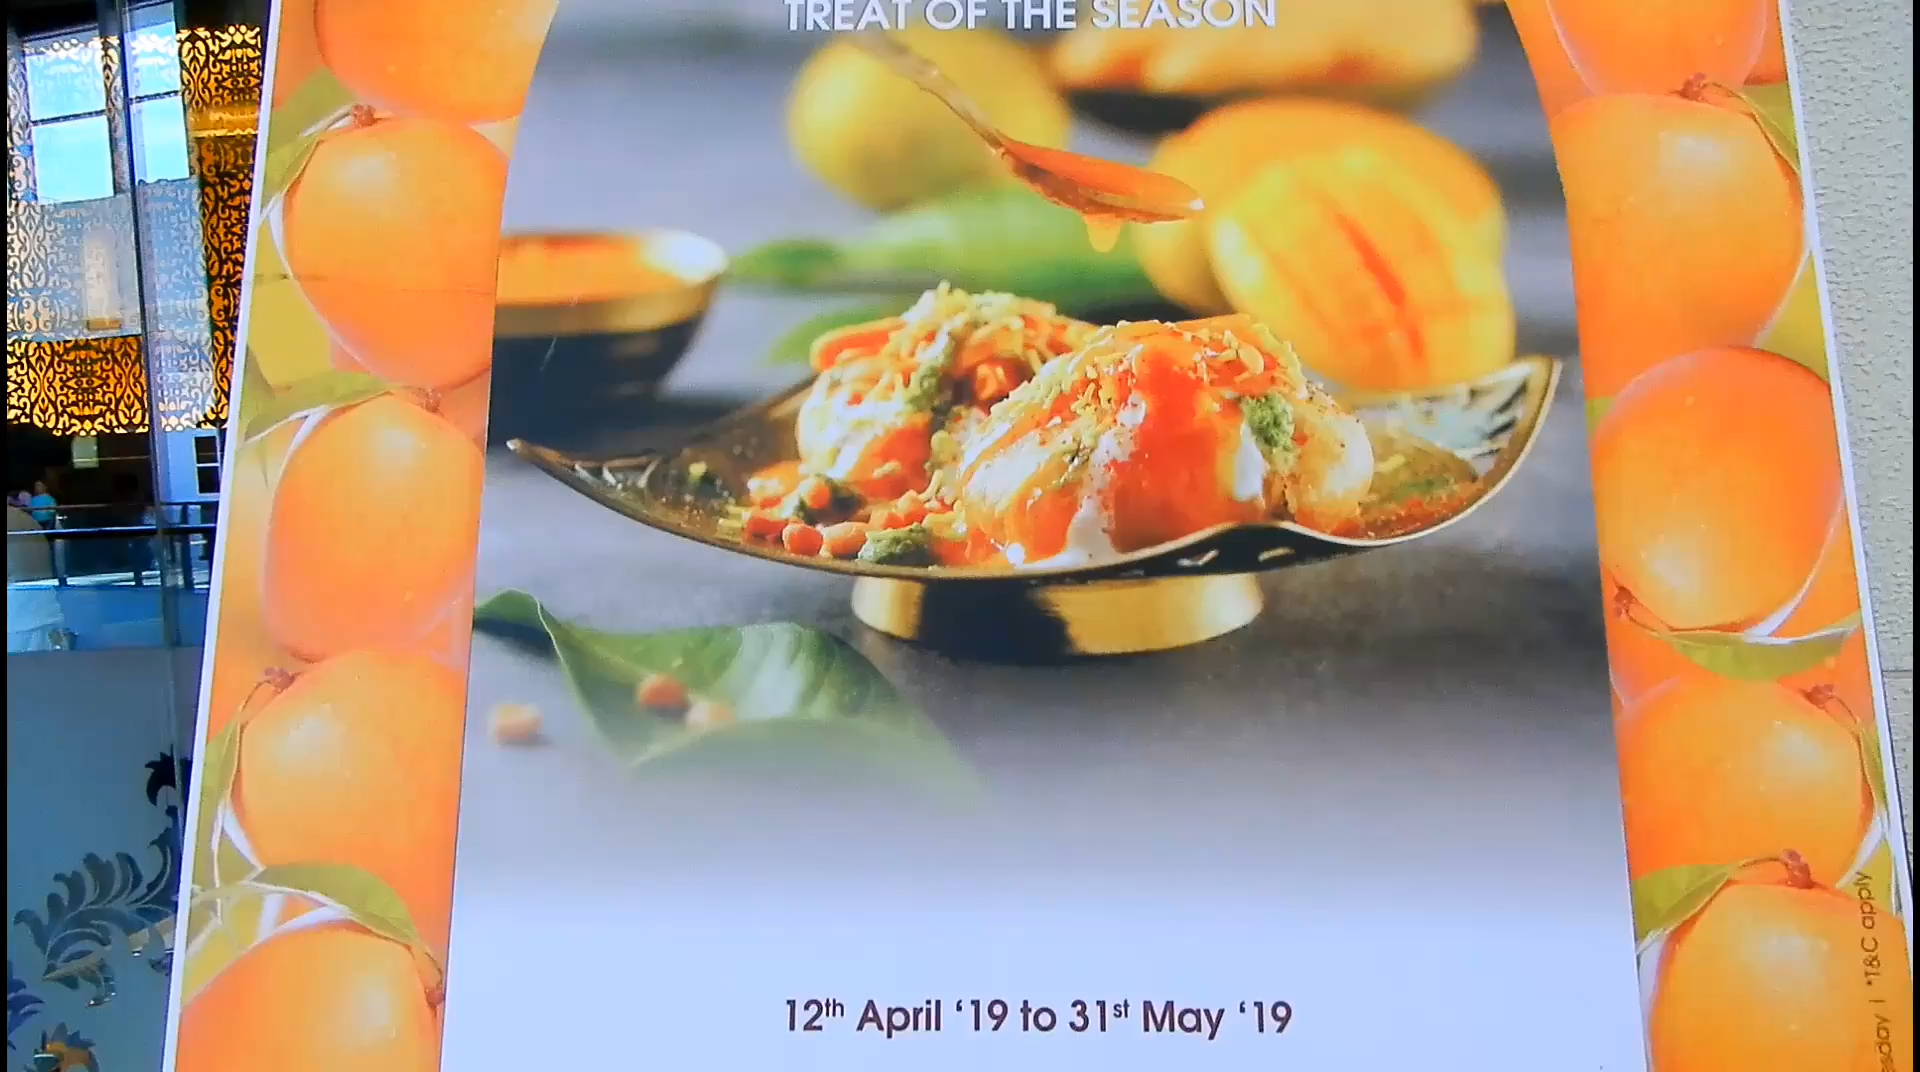 TREAT OF THE SEASON
12th April ‘19 to 31st May ‘19
| *T&C apply